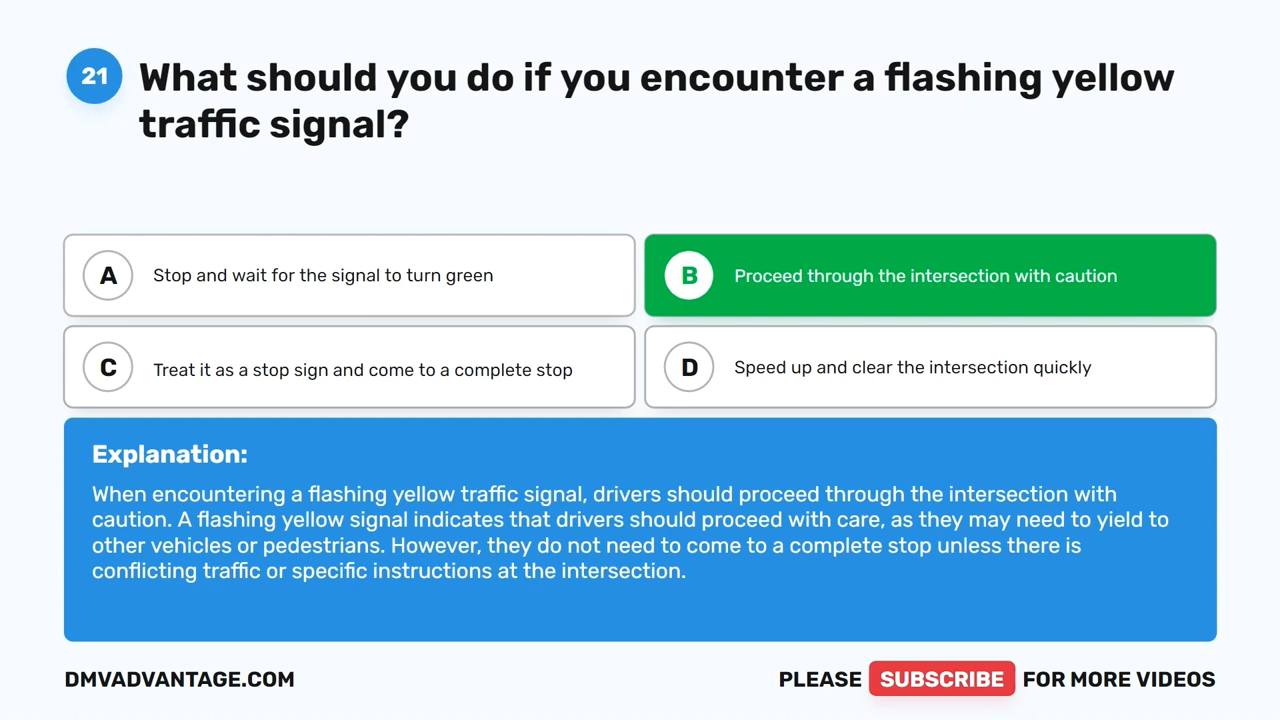 21
What should you do if you encounter a flashing yellow
traffic signal?
A Stop and wait for the signal to turn green
B Proceed through the intersection with caution
C Treat it as a stop sign and come to a complete stop
D Speed up and clear the intersection quickly
Explanation:
When encountering a flashing yellow traffic signal, drivers should proceed through the intersection with
caution. A flashing yellow signal indicates that drivers should proceed with care, as they may need to yield to
other vehicles or pedestrians. However, they do not need to come to a complete stop unless there is
conflicting traffic or specific instructions at the intersection.
DMVADVANTAGE.COM
PLEASE SUBSCRIBE FOR MORE VIDEOS